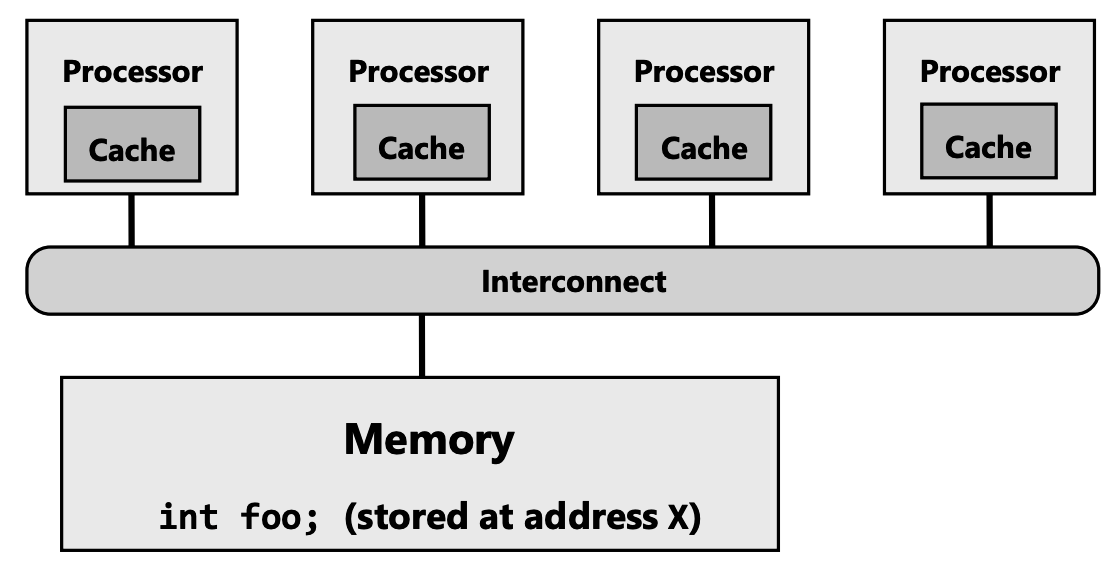 Processor Processor Processor Processor
Cache Cache Cache Cache
Interconnect
Memory
int foo; (stored at address X)